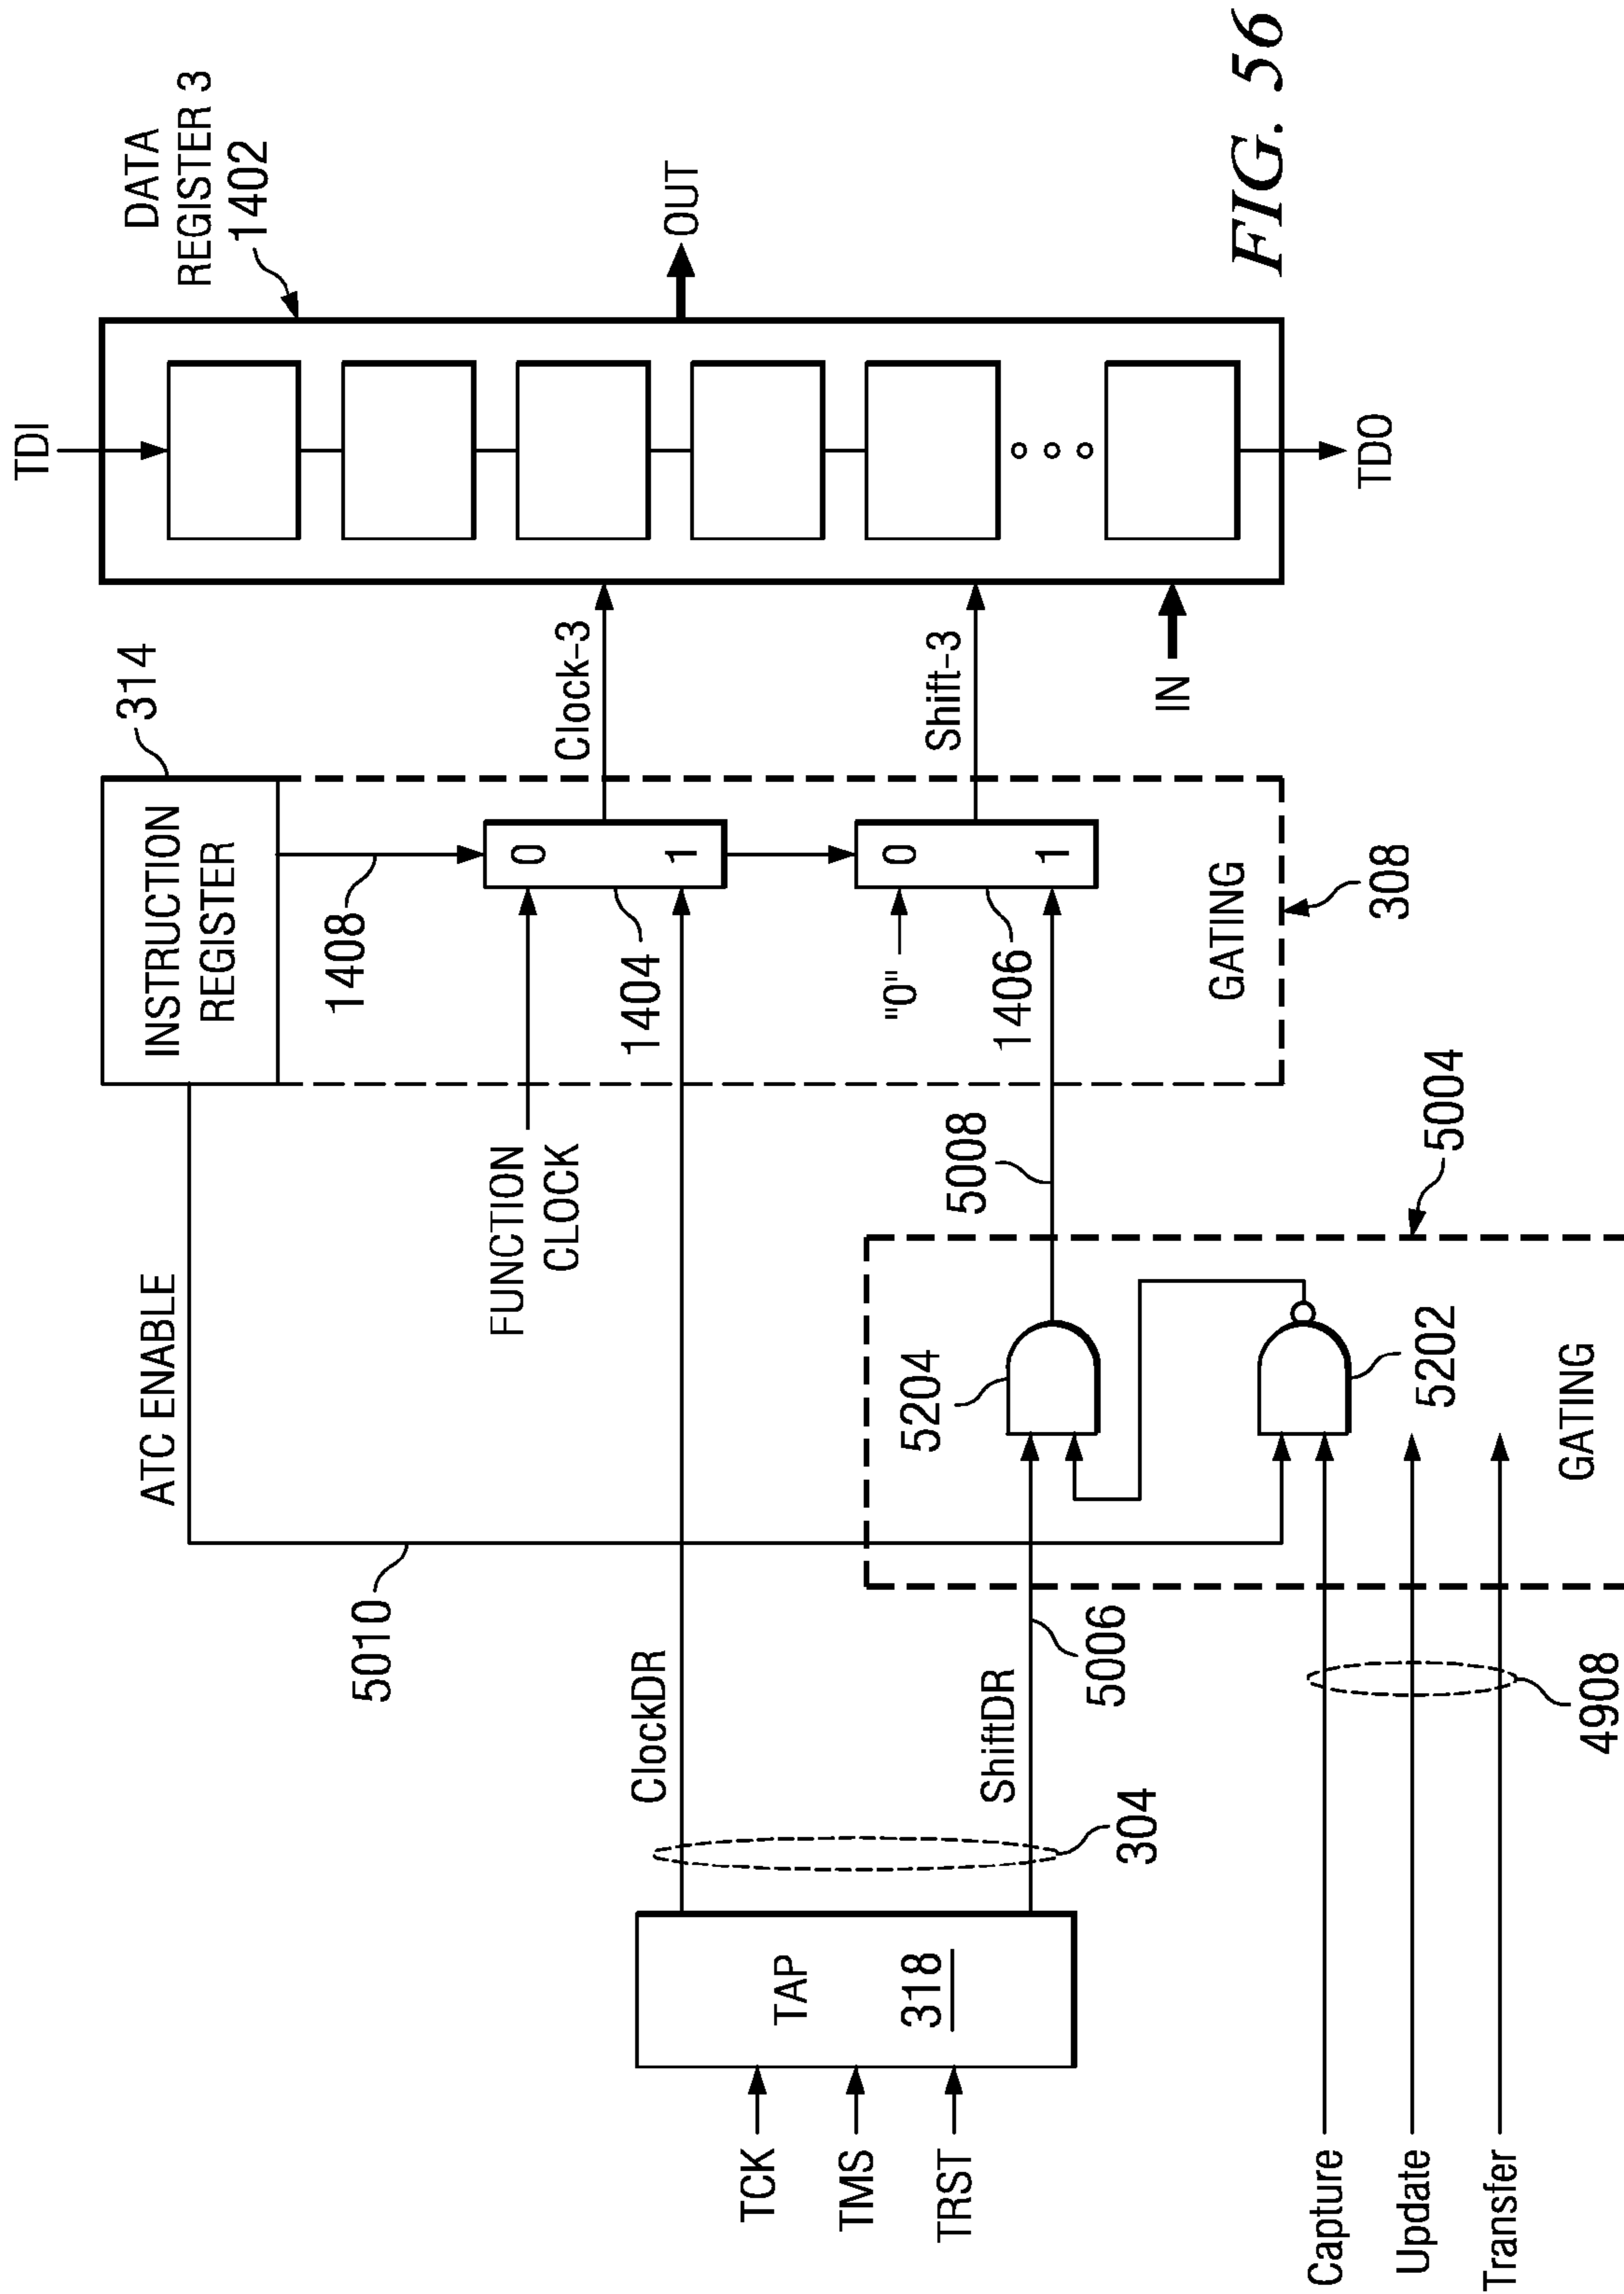 TDI
DATA
REGISTER 3
1402
OUT
TDO
IN
Clock-3
Shift-3
314
INSTRUCTION
REGISTER
1408
0
1
1404
0
1
"0"
1406
GATING
308
FUNCTION
CLOCK
ATC ENABLE
5010
5008
5004
5204
5202
GATING
ClockDR
ShiftDR
5006
304
4908
TAP
318
TCK
TMS
TRST
Capture
Update
Transfer
FIG. 56